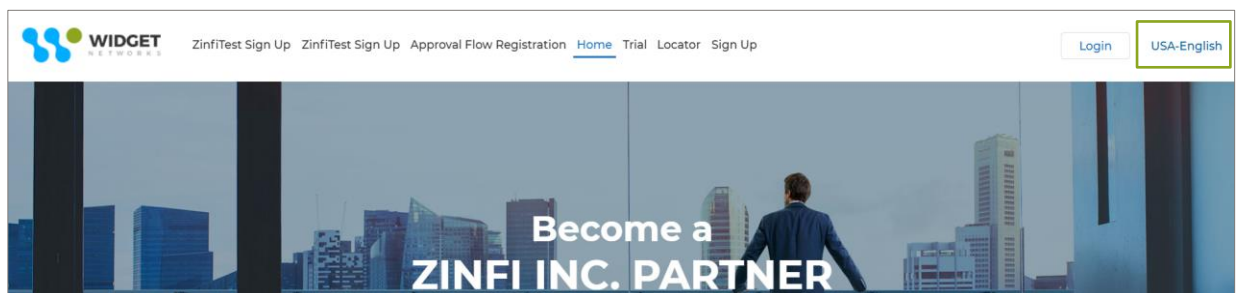 WIDGET
NETWORKS
ZinfiTest Sign Up ZinfiTest Sign Up Approval Flow Registration Home Trial Locator Sign Up
Login USA-English
Become a
ZINFI INC. PARTNER